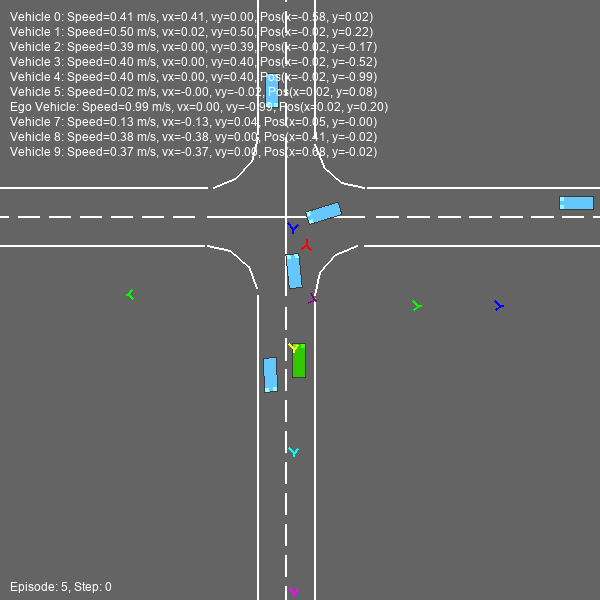 Vehicle 0: Speed=0.41 m/s, vx=0.41, vy=0.00, Pos(x=-0.58, y=0.02)
Vehicle 1: Speed=0.50 m/s, vx=0.02, vy=0.50, Pos(x=-0.02, y=0.22)
Vehicle 2: Speed=0.39 m/s, vx=0.00, vy=0.39, Pos(x=-0.02, y=-0.17)
Vehicle 3: Speed=0.40 m/s, vx=0.00, vy=0.40, Pos(x=-0.02, y=-0.52)
Vehicle 4: Speed=0.40 m/s, vx=0.00, vy=0.40, Pos(x=-0.02, y=-0.99)
Vehicle 5: Speed=0.02 m/s, vx=-0.00, vy=-0.02, Pos(x=0.02, y=0.08)
Ego Vehicle: Speed=0.99 m/s, vx=0.00, vy=-0.99, Pos(x=0.02, y=0.20)
Vehicle 7: Speed=0.13 m/s, vx=-0.13, vy=0.04, Pos(x=0.05, y=-0.00)
Vehicle 8: Speed=0.38 m/s, vx=-0.38, vy=0.00, Pos(x=0.41, y=-0.02)
Vehicle 9: Speed=0.37 m/s, vx=-0.37, vy=0.00, Pos(x=0.68, y=-0.02)
Episode: 5, Step: 0